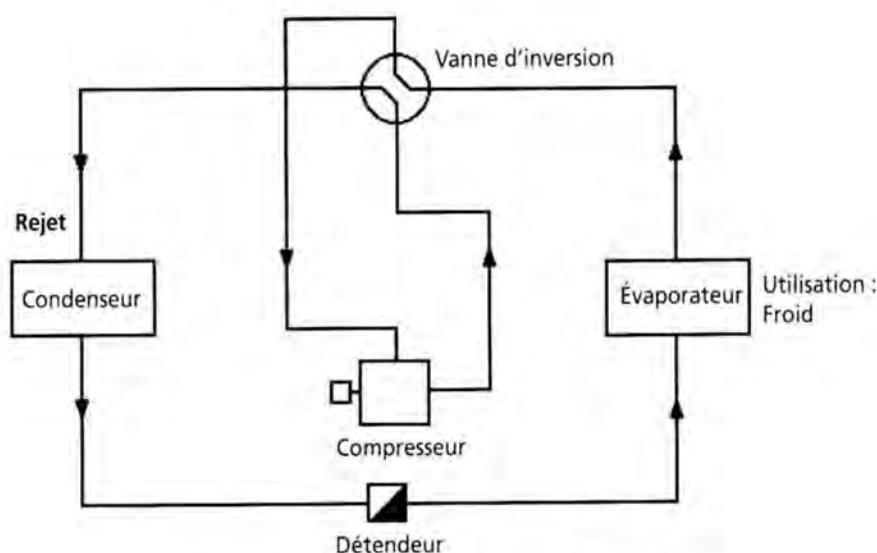 Vanne d'inversion
Rejet
Condenseur
Évaporateur
Utilisation :
Froid
Compresseur
Détendeur